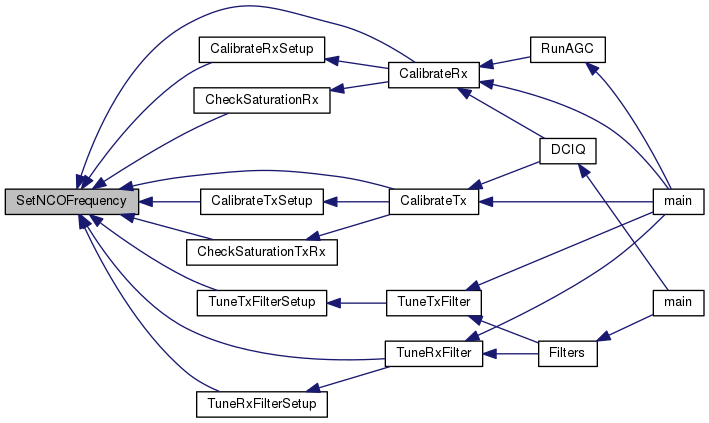 CalibrateRxSetup
RunAGC
CalibrateRx
CheckSaturationRx
DCIQ
SetNCOFrequency
CalibrateTxSetup
CalibrateTx
main
CheckSaturationTxRx
TuneTxFilterSetup
TuneTxFilter
main
TuneRxFilter
Filters
TuneRxFilterSetup